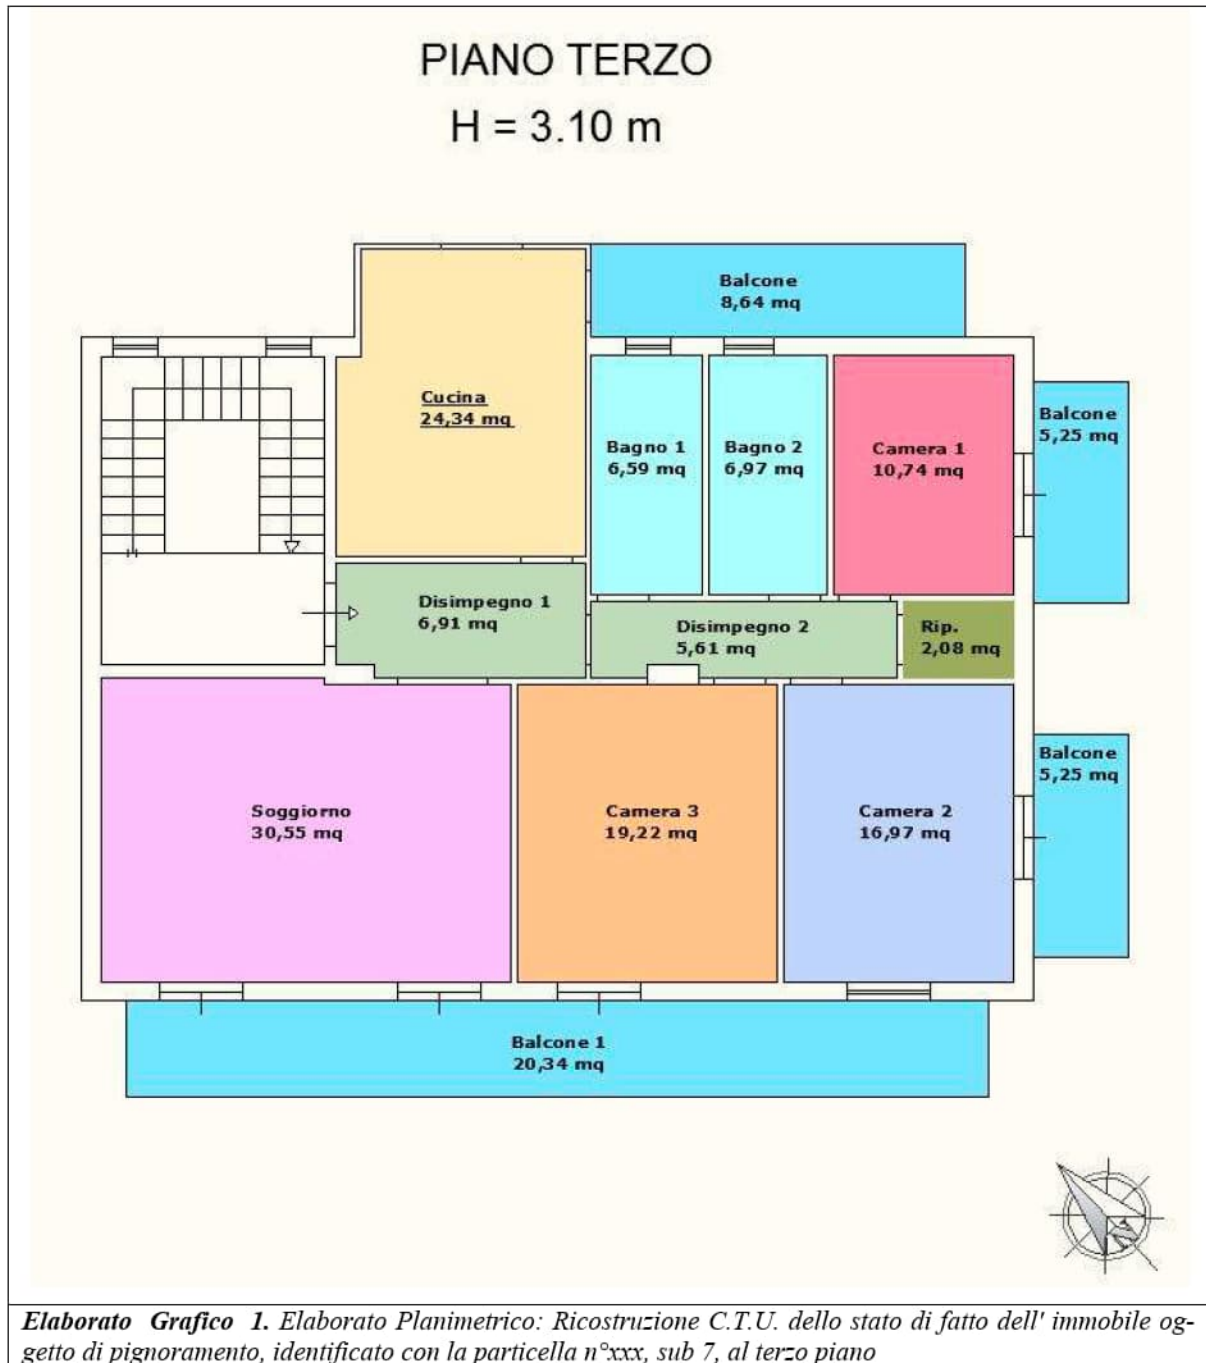 PIANO TERZO
H = 3.10 m
Balcone
8,64 mq
Cucina
24,34 mq
Bagno 1
6,59 mq
Bagno 2
6,97 mq
Camera 1
10,74 mq
Balcone
5,25 mq
Disimpegno 1
6,91 mq
Disimpegno 2
5,61 mq
Rip.
2,08 mq
Soggiorno
30,55 mq
Camera 3
19,22 mq
Camera 2
16,97 mq
Balcone
5,25 mq
Balcone 1
20,34 mq
Elaborato Grafico 1. Elaborato Planimetrico: Ricostruzione C.T.U. dello stato di fatto dell' immobile og-
getto di pignoramento, identificato con la particella n°xxx, sub 7, al terzo piano